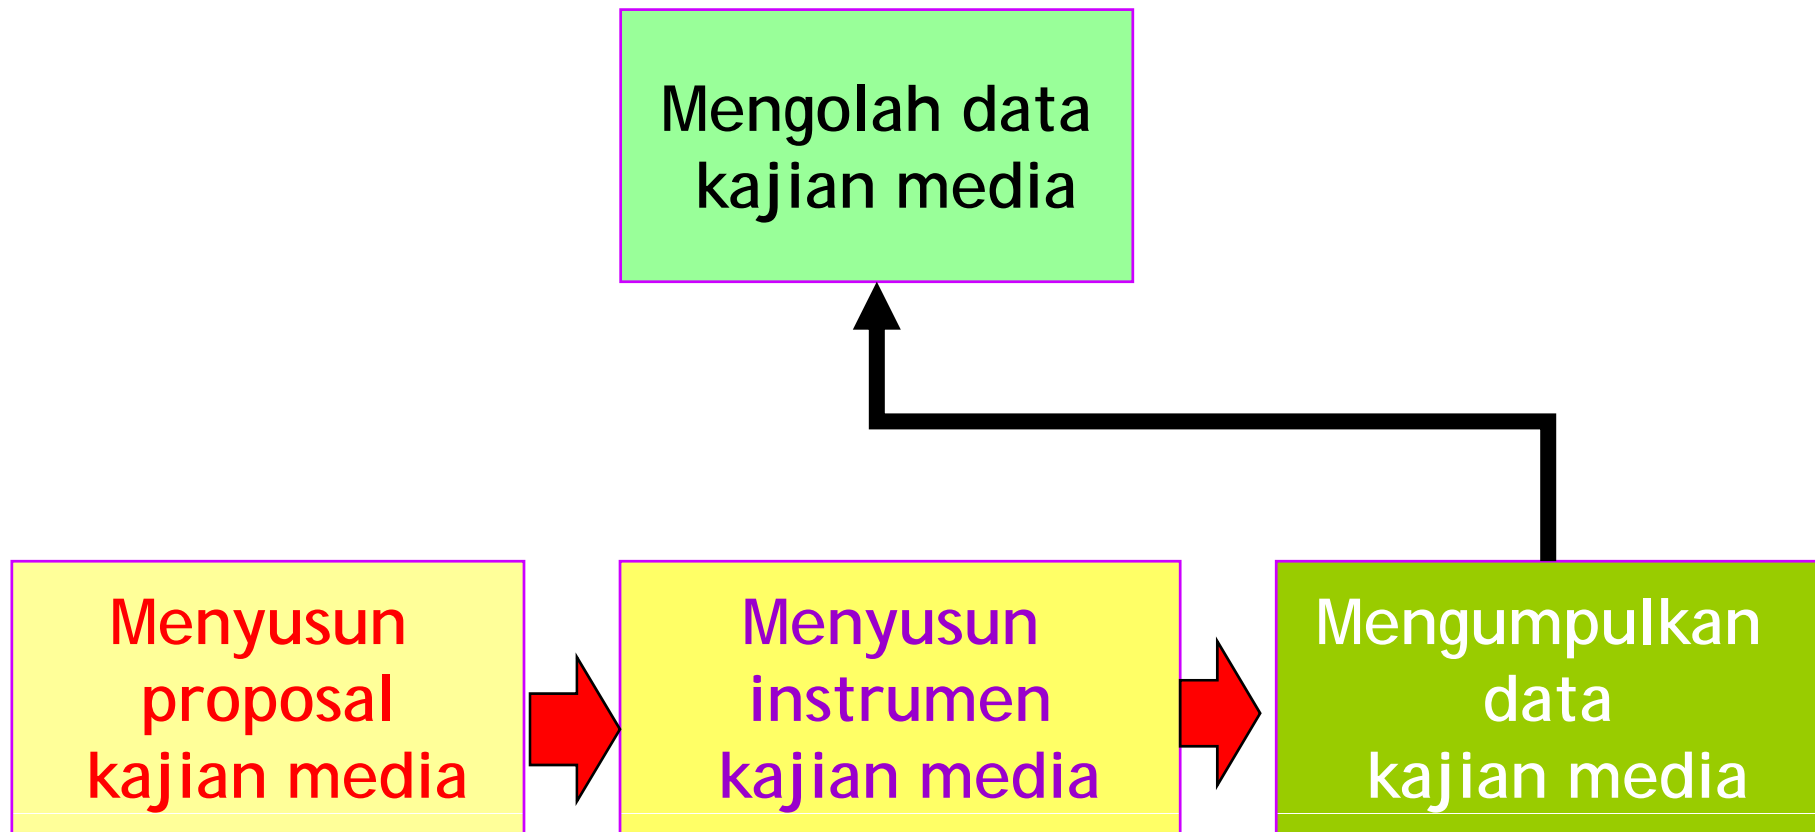 Mengolah data
kajian media
Menyusun
proposal
kajian media
Menyusun
instrumen
kajian media
Mengumpulkan
data
kajian media